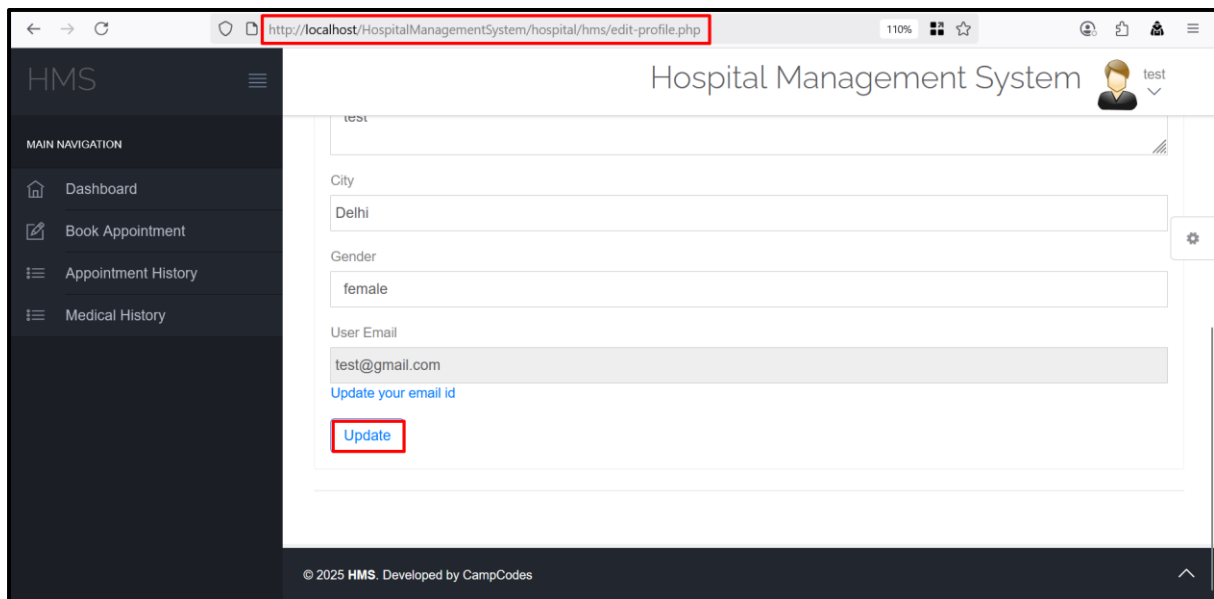 http://localhost/HospitalManagementSystem/hospital/hms/edit-profile.php
110%
HMS
Hospital Management System
test
MAIN NAVIGATION
Dashboard
Book Appointment
Appointment History
Medical History
test
City
Delhi
Gender
female
User Email
test@gmail.com
Update your email id
Update
© 2025 HMS. Developed by CampCodes